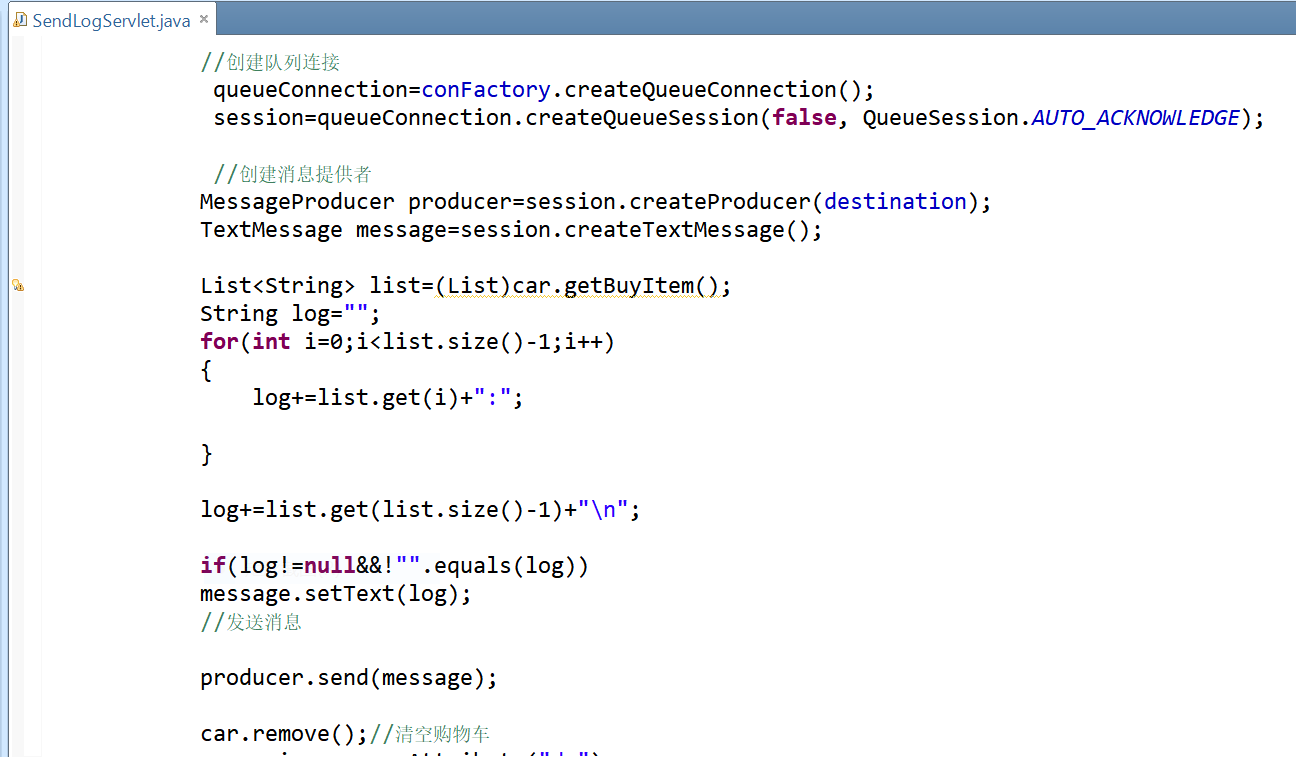 SendLogServlet.java
//创建队列连接
queueConnection=conFactory.createQueueConnection();
session=queueConnection.createQueueSession(false, QueueSession.AUTO_ACKNOWLEDGE);
//创建消息提供者
MessageProducer producer=session.createProducer(destination);
TextMessage message=session.createTextMessage();
List<String> list=(List)car.getBuyItem();
String log="";
for(int i=0;i<list.size()-1;i++)
{
log+=list.get(i)+":";
}
log+=list.get(list.size()-1)+"\n";
if(log!=null&&!"".equals(log))
message.setText(log);
//发送消息
producer.send(message);
car.remove();//清空购物车